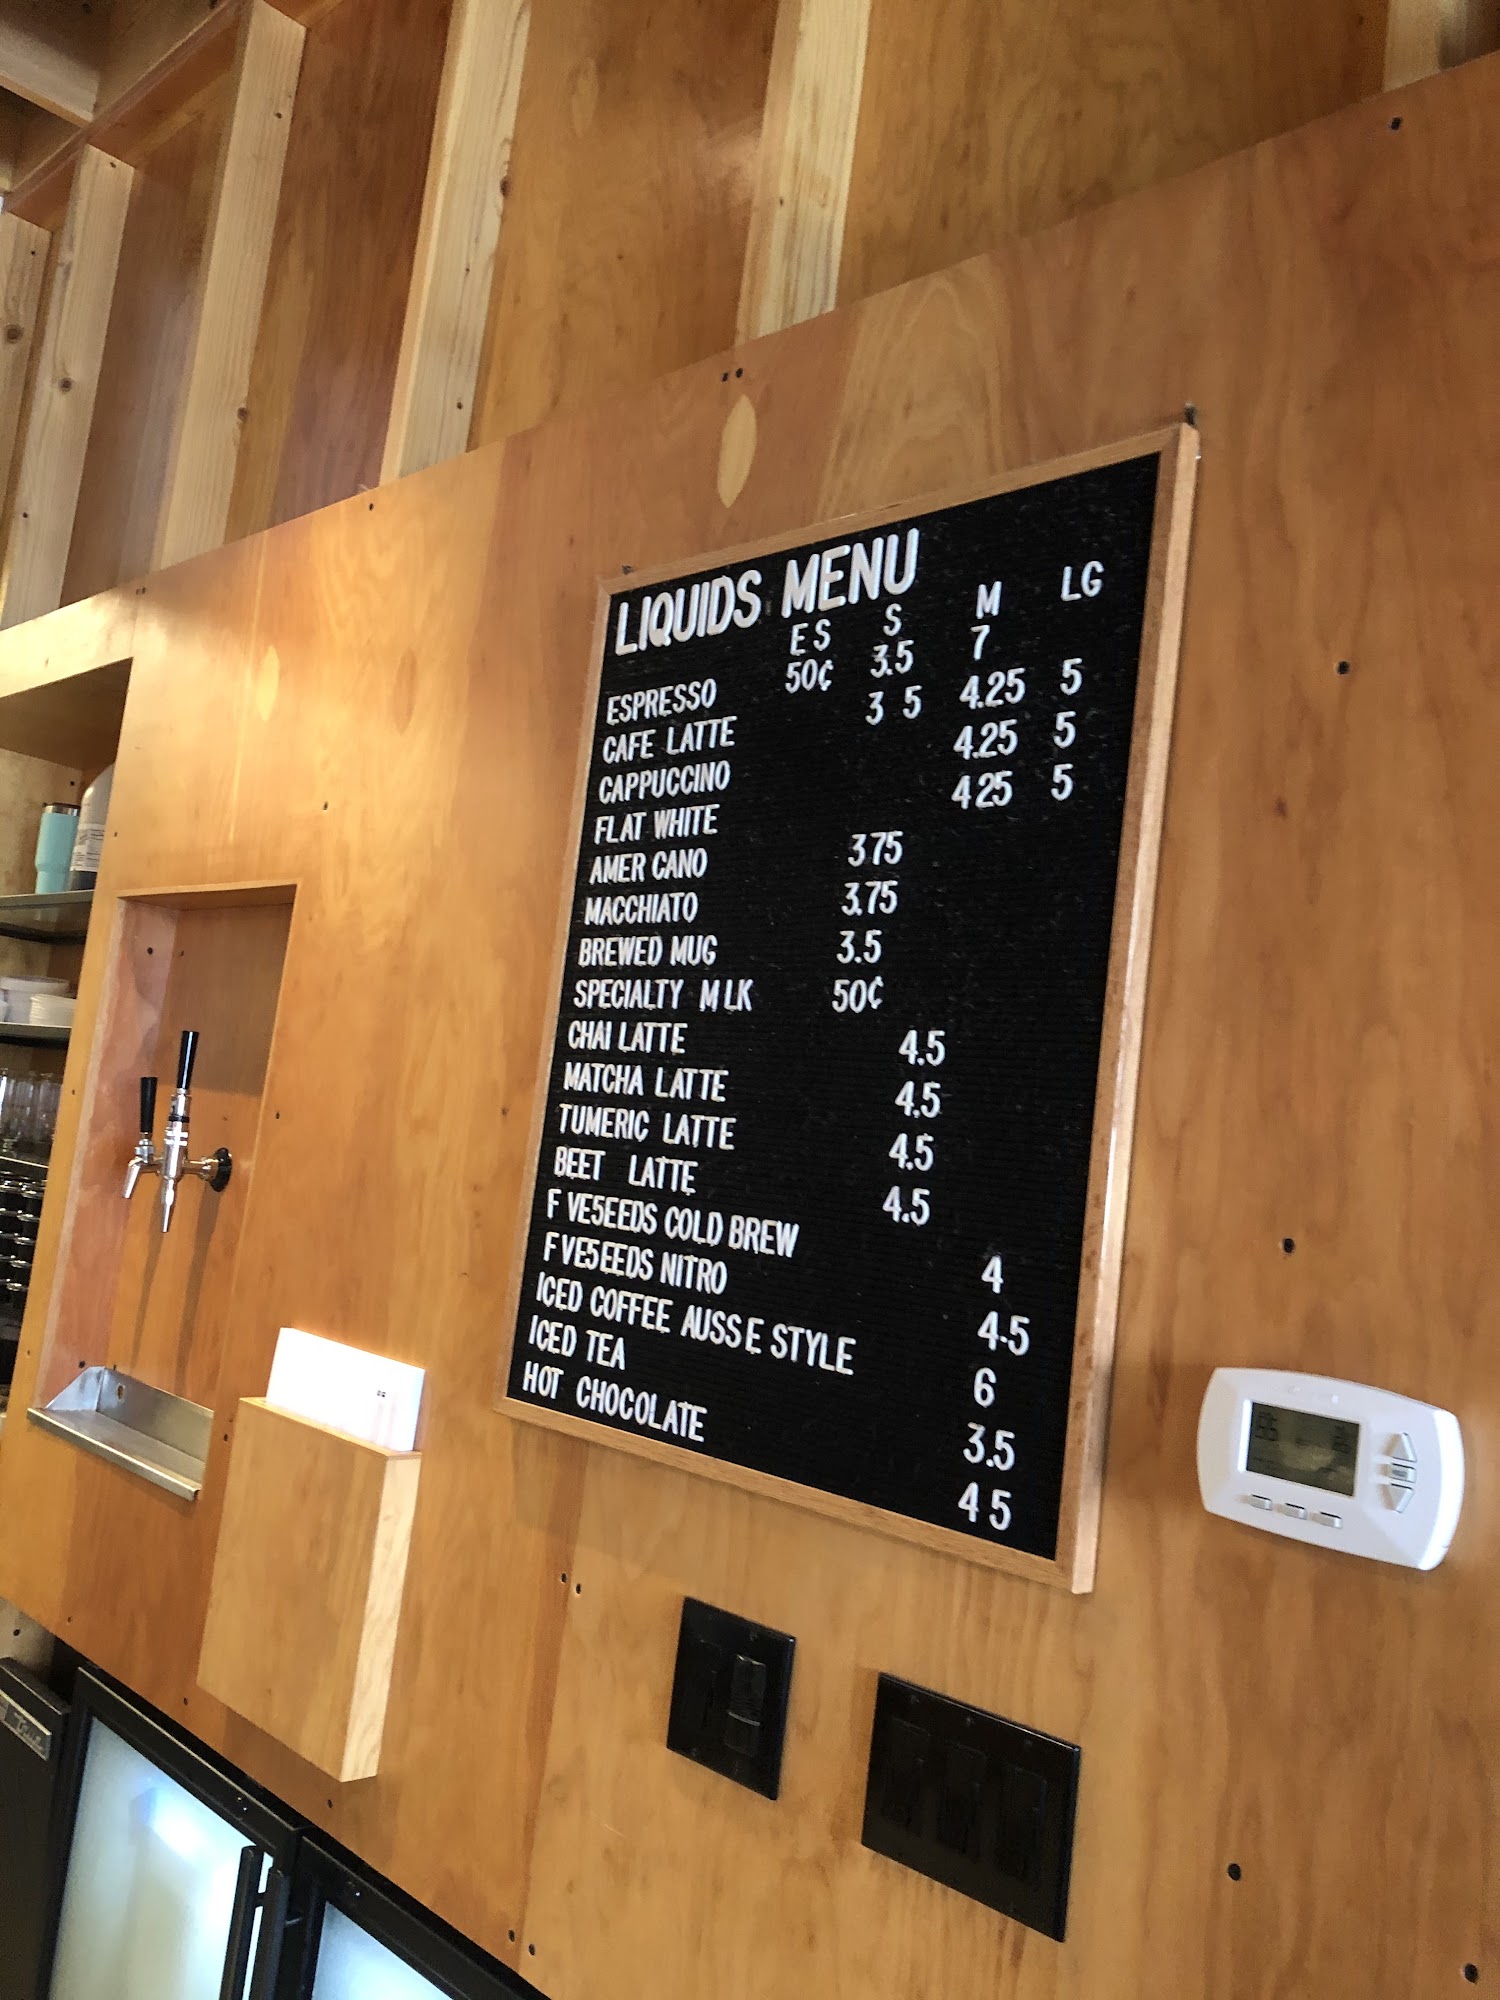 LIQUIDS MENU
ES S M LG
ESPRESSO 50¢ 3.5 7
CAFE LATTE 3 5 4.25 5
CAPPUCCINO 4.25 5
FLAT WHITE 4 25 5
AMER CANO 3 75
MACCHIATO 3.75
BREWED MUG 3.5
SPECIALTY M LK 50¢
CHAI LATTE 4.5
MATCHA LATTE 4.5
TUMERIC LATTE 4.5
BEET LATTE 4.5
F VE5EEDS COLD BREW 4
F VE5EEDS NITRO 4.5
ICED COFFEE AUSS E STYLE 6
ICED TEA 3.5
HOT CHOCOLATE 4 5